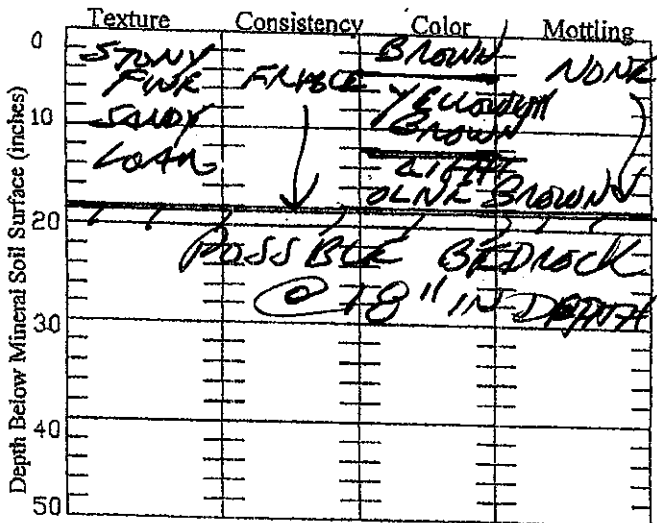 Texture Consistency Color Mottling
Depth Below Mineral Soil Surface (inches)
0
10
20
30
40
50
STONY
FINE
SANDY
LOAM
FRIABLE
BROWN
YELLOWISH
BROWN
LIGHT
OLIVE BROWN
NONE
POSSIBLE BEDROCK
@ 18" IN DEPTH